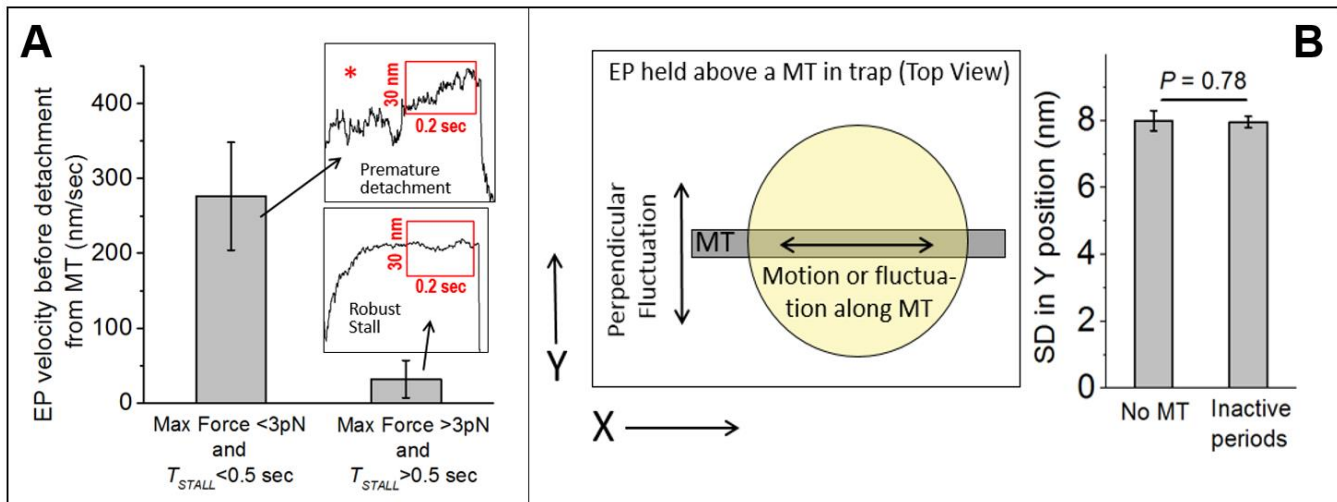 A
EP velocity before detachment
from MT (nm/sec)
400
300
200
100
0
*
30 nm
0.2 sec
Premature
detachment
30 nm
0.2 sec
Robust
Stall
Max Force <3pN
and
T_STALL<0.5 sec
Max Force >3pN
and
T_STALL>0.5 sec
B
EP held above a MT in trap (Top View)
Perpendicular
Fluctuation
MT
Motion or fluctua-
tion along MT
Y
X
SD in Y position (nm)
8
6
4
2
0
P = 0.78
No MT
Inactive
periods